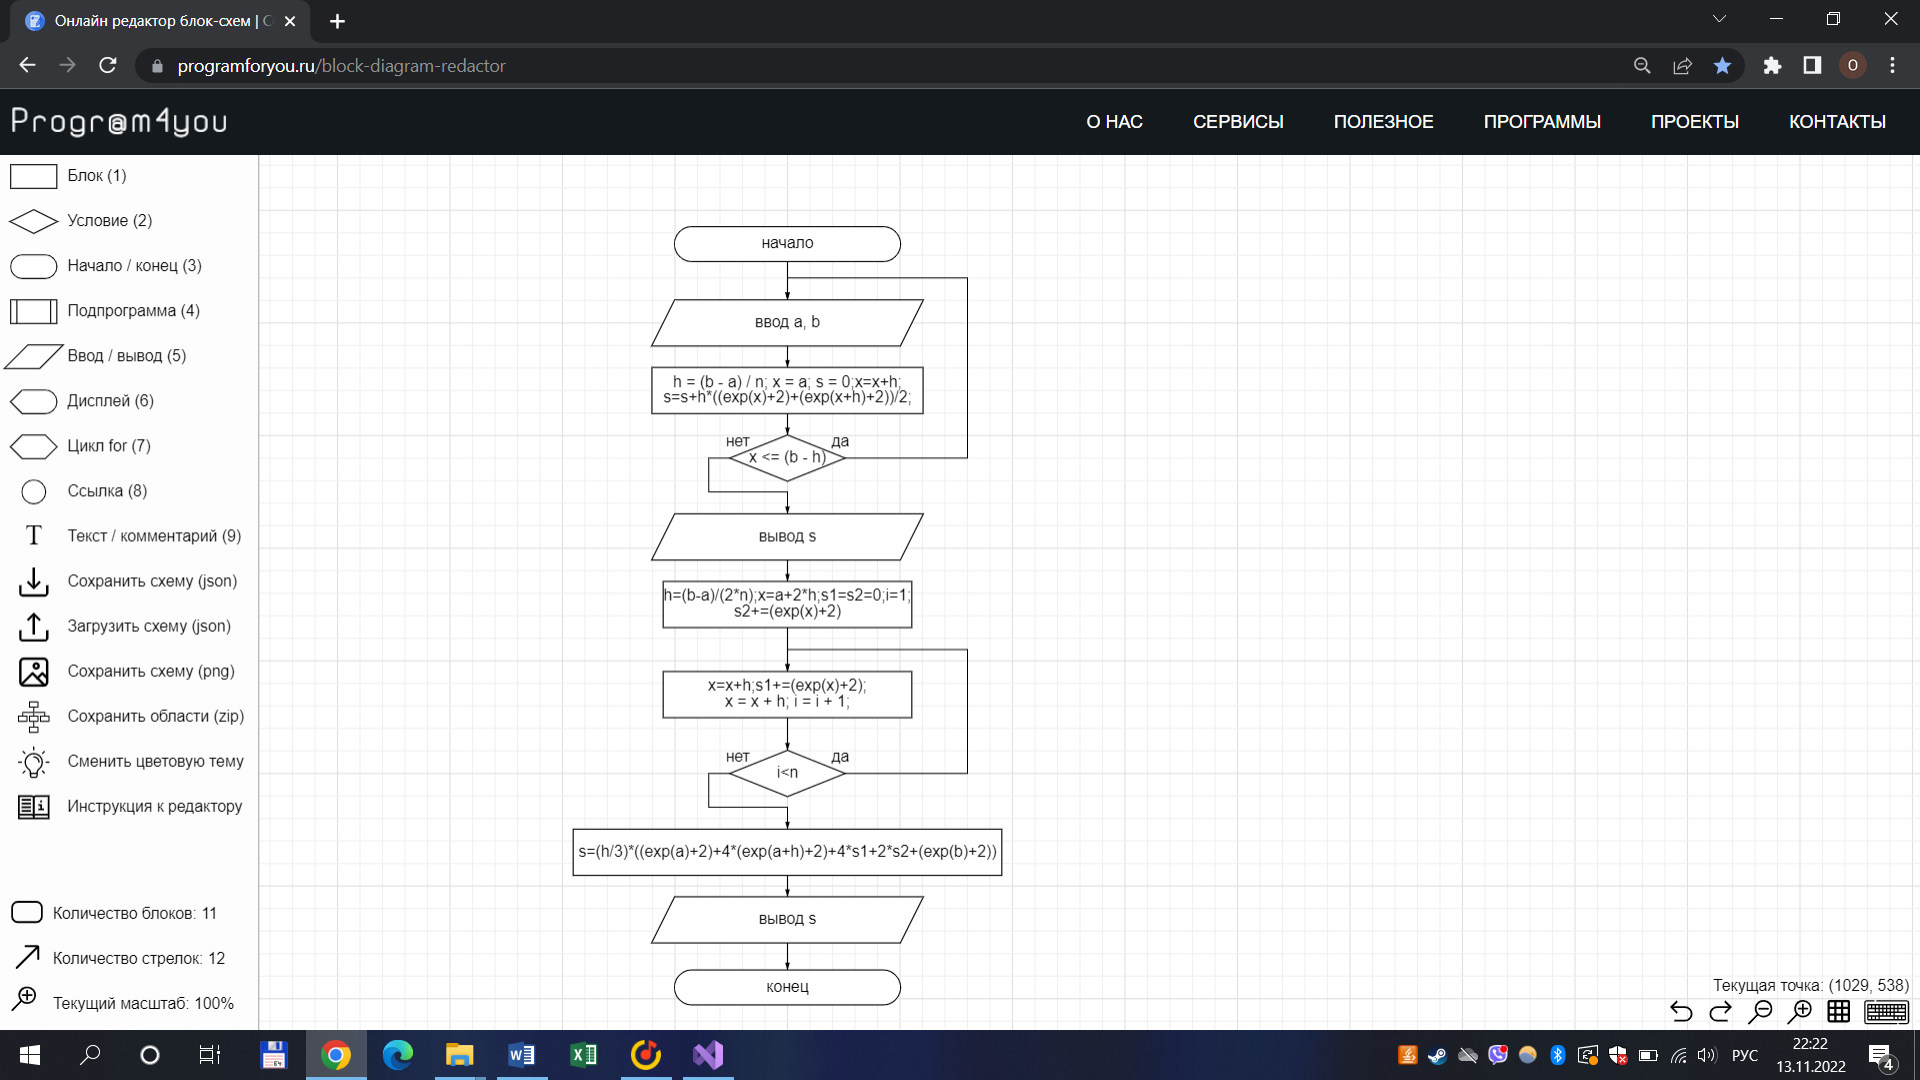 Онлайн редактор блок-схем | С
programforyou.ru/block-diagram-redactor
O
Progr@m4you
О НАС
СЕРВИСЫ
ПОЛЕЗНОЕ
ПРОГРАММЫ
ПРОЕКТЫ
КОНТАКТЫ
Блок (1)
Условие (2)
Начало / конец (3)
Подпрограмма (4)
Ввод / вывод (5)
Дисплей (6)
Цикл for (7)
Ссылка (8)
T Текст / комментарий (9)
Сохранить схему (json)
Загрузить схему (json)
Сохранить схему (png)
Сохранить области (zip)
Сменить цветовую тему
Инструкция к редактору
Количество блоков: 11
Количество стрелок: 12
Текущий масштаб: 100%
начало
ввод a, b
h = (b - a) / n; x = a; s = 0;x=x+h;
s=s+h*((exp(x)+2)+(exp(x+h)+2))/2;
нет
да
x <= (b - h)
вывод s
h=(b-a)/(2*n);x=a+2*h;s1=s2=0;i=1;
s2+=(exp(x)+2)
x=x+h;s1+=(exp(x)+2);
x = x + h; i = i + 1;
нет
да
i<n
s=(h/3)*((exp(a)+2)+4*(exp(a+h)+2)+4*s1+2*s2+(exp(b)+2))
вывод s
конец
Текущая точка: (1029, 538)
64
РУС
22:22
13.11.2022
4